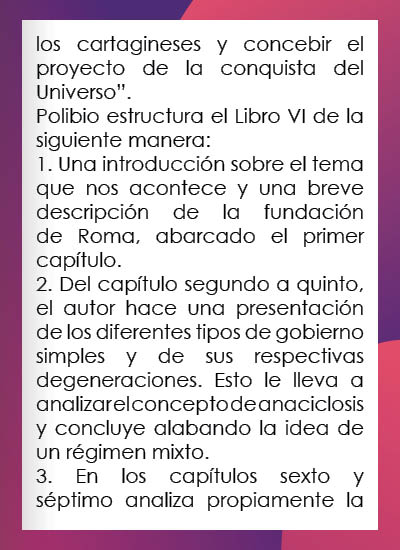 los cartagineses y concebir el
proyecto de la conquista del
Universo”.
Polibio estructura el Libro VI de la
siguiente manera:
1. Una introducción sobre el tema
que nos acontece y una breve
descripción de la fundación
de Roma, abarcado el primer
capítulo.
2. Del capítulo segundo a quinto,
el autor hace una presentación
de los diferentes tipos de gobierno
simples y de sus respectivas
degeneraciones. Esto le lleva a
analizar el concepto de anaciclosis
y concluye alabando la idea de
un régimen mixto.
3. En los capítulos sexto y
séptimo analiza propiamente la